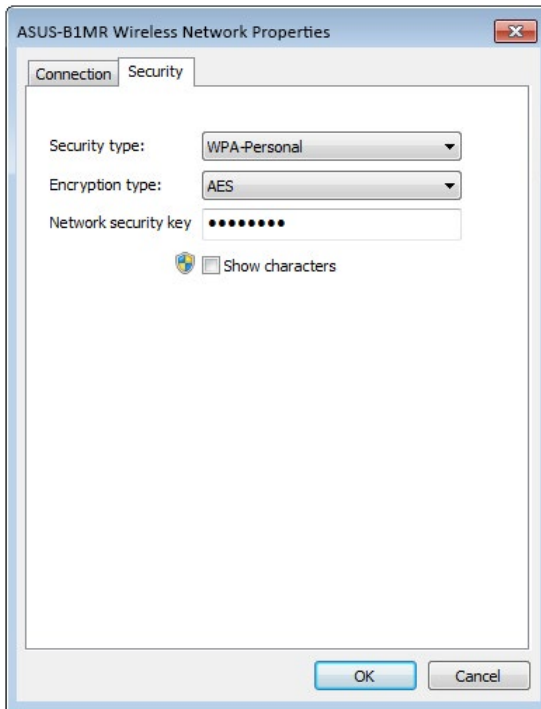 ASUS-B1MR Wireless Network Properties
Connection Security
Security type: WPA-Personal
Encryption type: AES
Network security key ••••••••
Show characters
OK Cancel